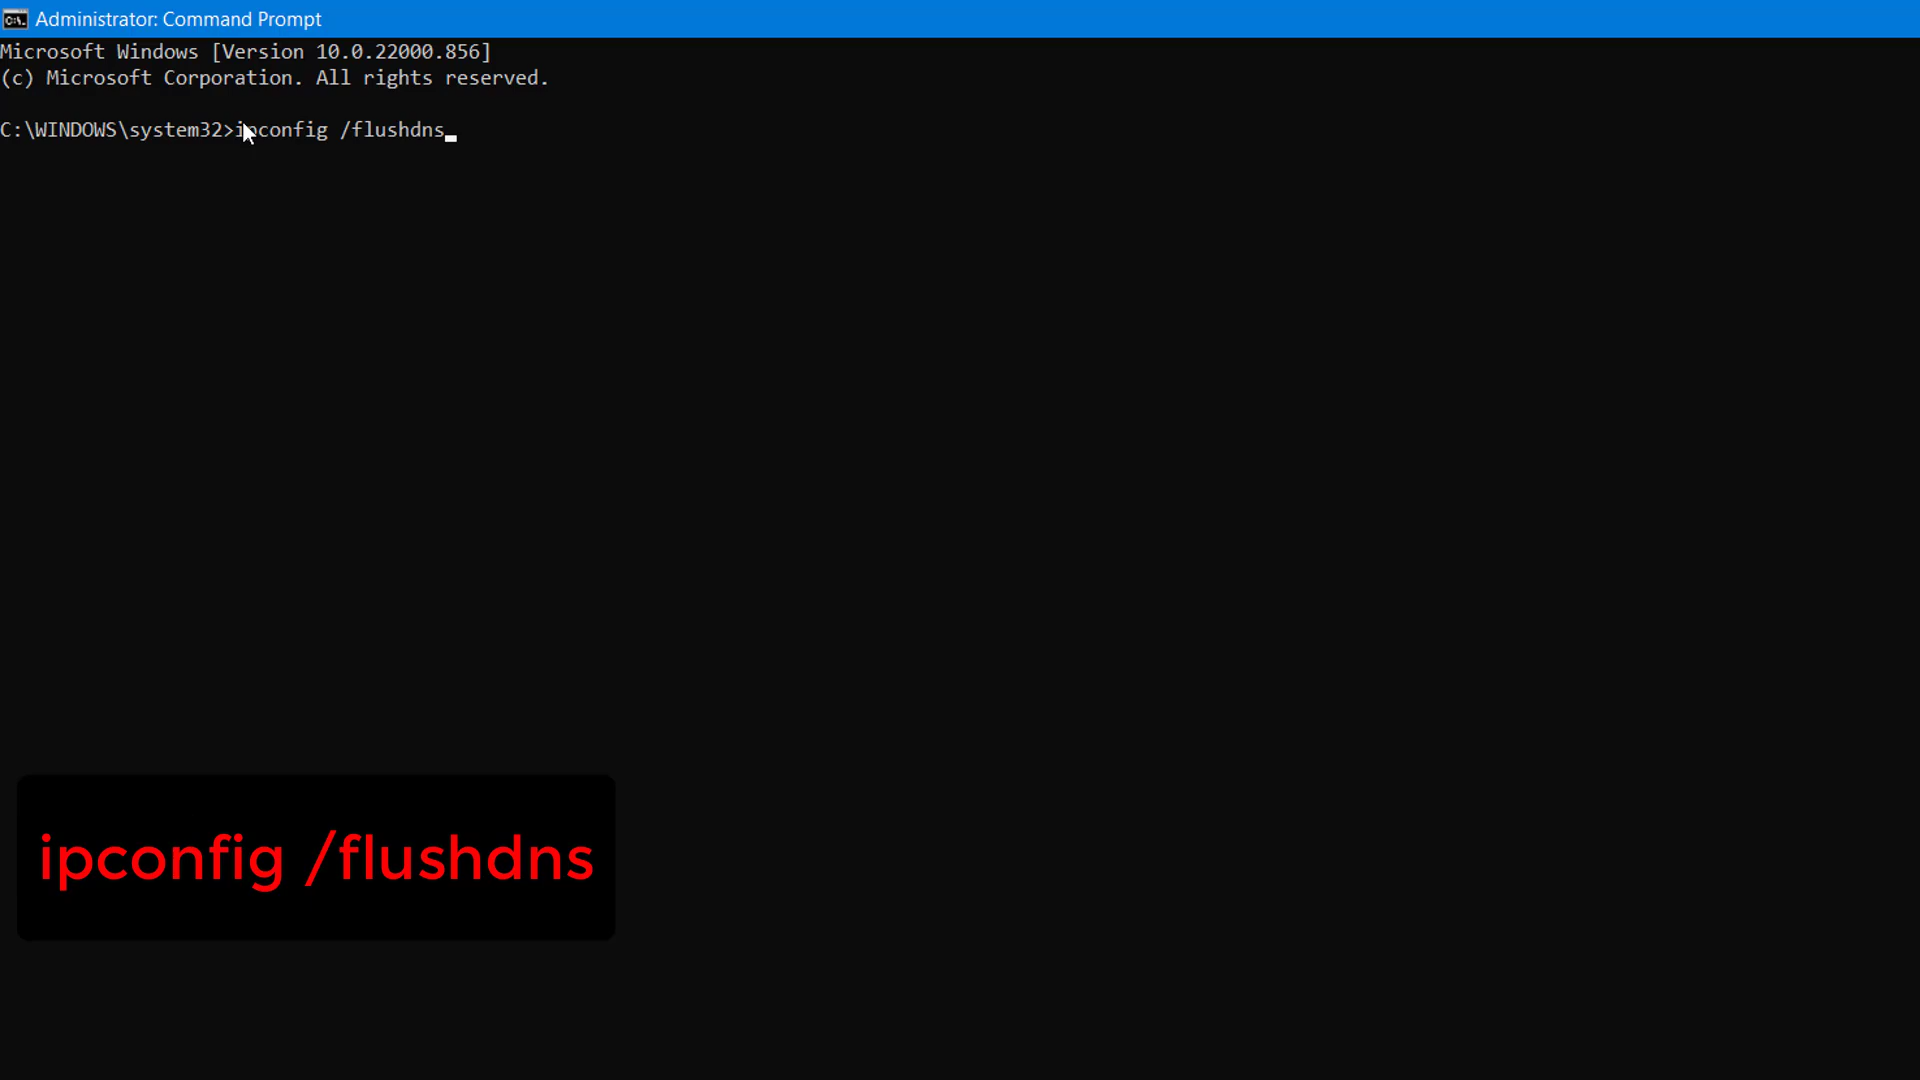 Administrator: Command Prompt
Microsoft Windows [Version 10.0.22000.856]
(c) Microsoft Corporation. All rights reserved.
C:\WINDOWS\system32>ipconfig /flushdns
ipconfig /flushdns